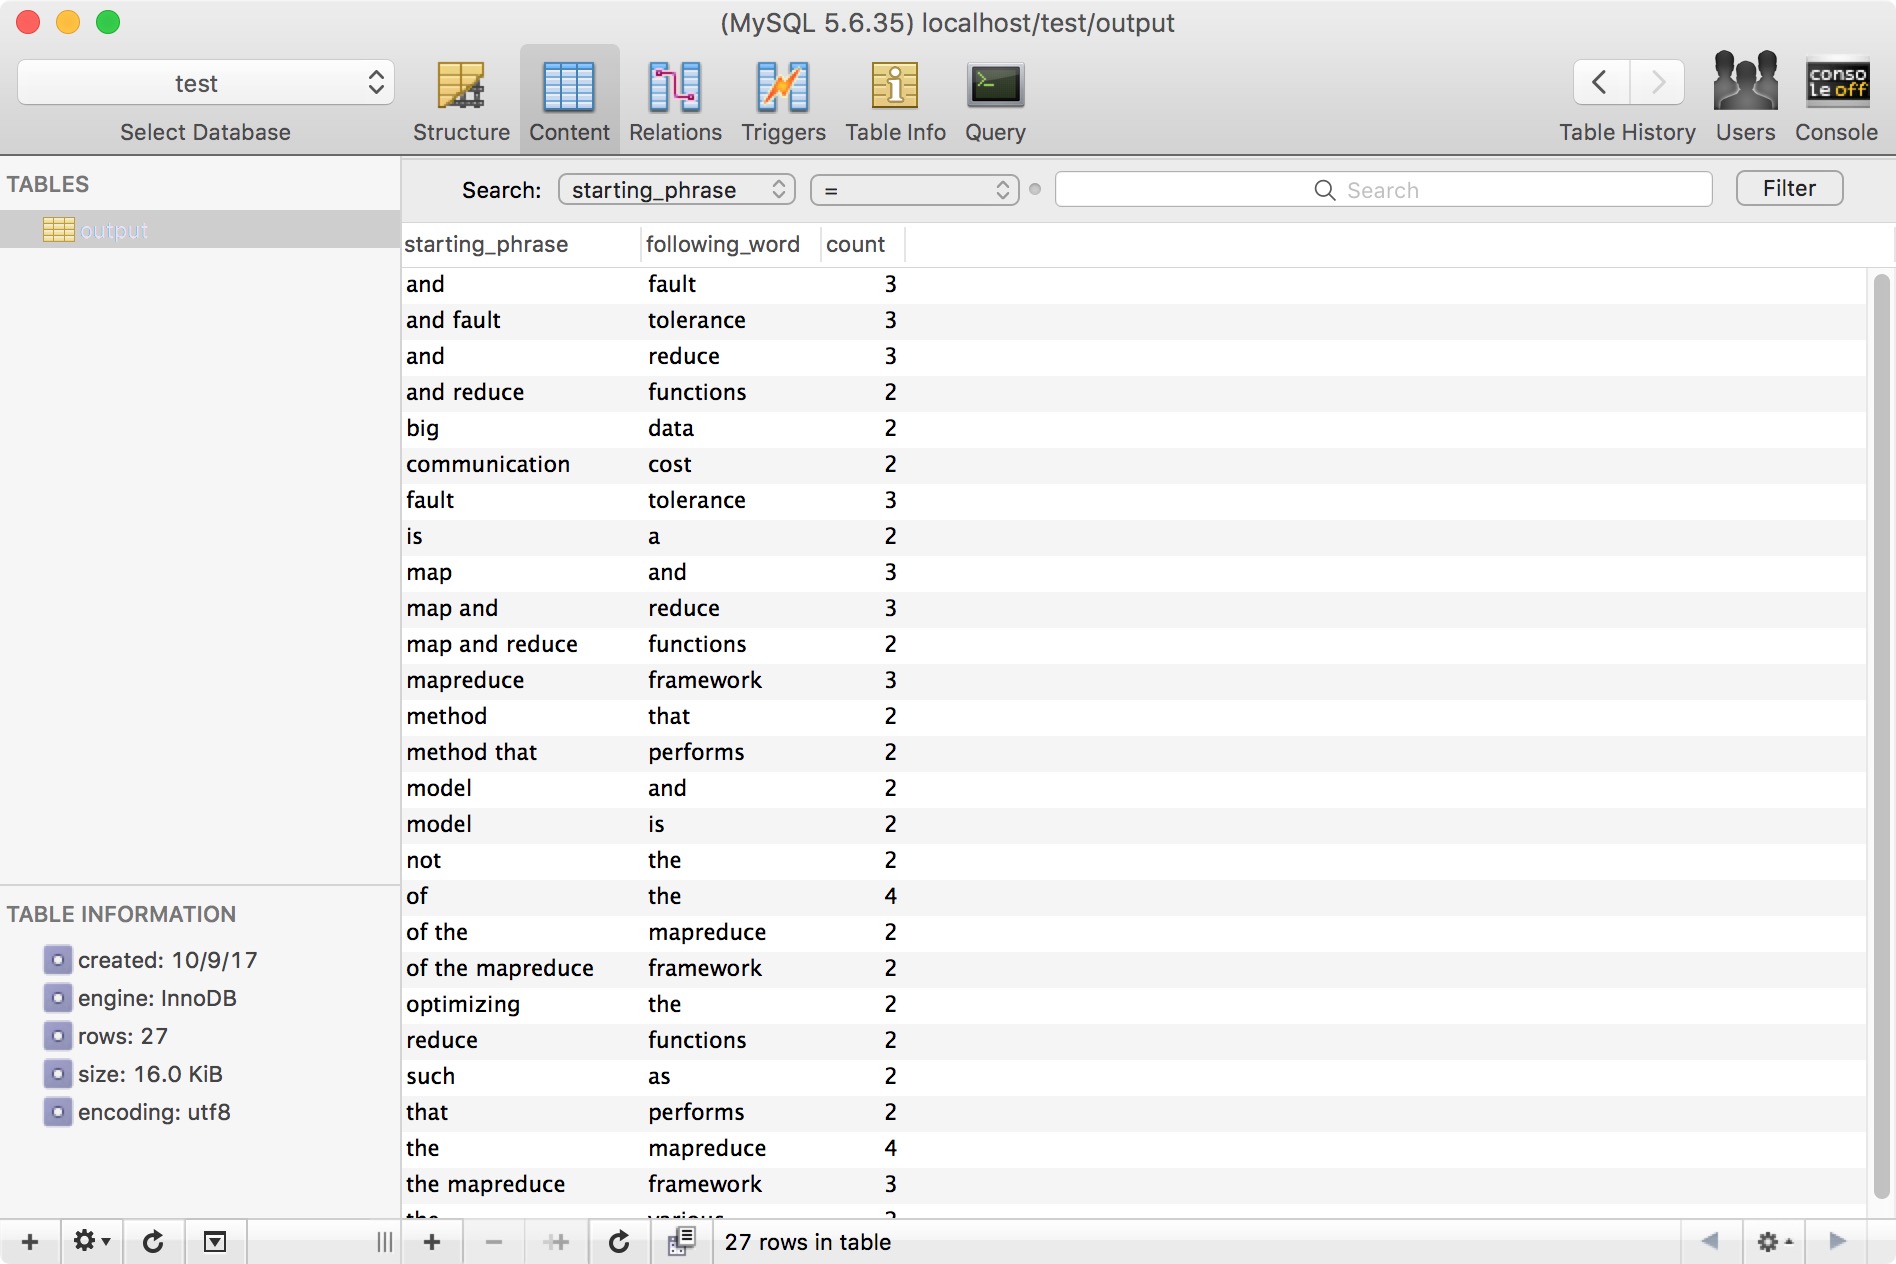 (MySQL 5.6.35) localhost/test/output
test
Select Database
Structure Content Relations Triggers Table Info Query
conso
le off
Table History Users Console
TABLES
output
Search: starting_phrase = Search Filter
starting_phrase following_word count
and fault 3
and fault tolerance 3
and reduce 3
and reduce functions 2
big data 2
communication cost 2
fault tolerance 3
is a 2
map and 3
map and reduce 3
map and reduce functions 2
mapreduce framework 3
method that 2
method that performs 2
model and 2
model is 2
not the 2
of the 4
of the mapreduce 2
of the mapreduce framework 2
optimizing the 2
reduce functions 2
such as 2
that performs 2
the mapreduce 4
the mapreduce framework 3
the various 2
TABLE INFORMATION
created: 10/9/17
engine: InnoDB
rows: 27
size: 16.0 KiB
encoding: utf8
27 rows in table